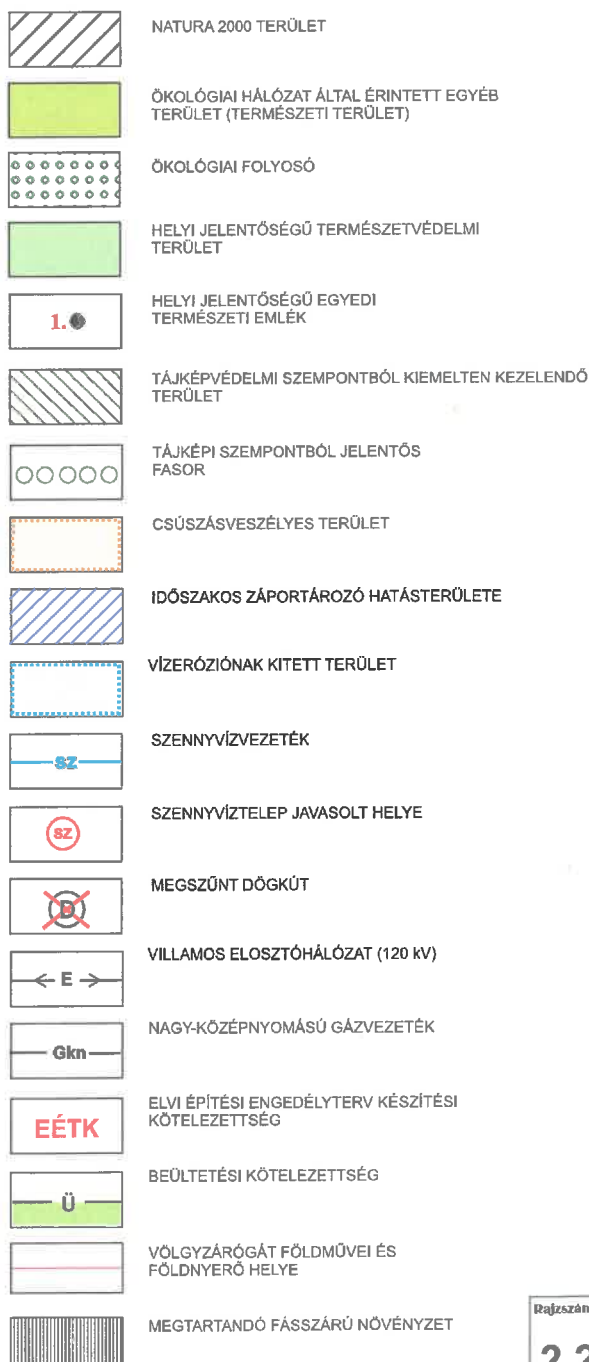 NATURA 2000 TERÜLET
ÖKOLÓGIAI HÁLÓZAT ÁLTAL ÉRINTETT EGYÉB
TERÜLET (TERMÉSZETI TERÜLET)
ÖKOLÓGIAI FOLYOSÓ
HELYI JELENTŐSÉGŰ TERMÉSZETVÉDELMI
TERÜLET
1.
HELYI JELENTŐSÉGŰ EGYEDI
TERMÉSZETI EMLÉK
TÁJKÉPVÉDELMI SZEMPONTBÓL KIEMELTEN KEZELENDŐ
TERÜLET
TÁJKÉPI SZEMPONTBÓL JELENTŐS
FASOR
CSÚSZÁSVESZÉLYES TERÜLET
IDŐSZAKOS ZÁPORTÁROZÓ HATÁSTERÜLETE
VÍZERÓZIÓNAK KITETT TERÜLET
SZ
SZENNYVÍZVEZETÉK
SZ
SZENNYVÍZTELEP JAVASOLT HELYE
D
MEGSZŰNT DÖGKÚT
E
VILLAMOS ELOSZTÓHÁLÓZAT (120 kV)
Gkn
NAGY-KÖZÉPNYOMÁSÚ GÁZVEZETÉK
EÉTK
ELVI ÉPÍTÉSI ENGEDÉLYTERV KÉSZÍTÉSI
KÖTELEZETTSÉG
Ü
BEÜLTETÉSI KÖTELEZETTSÉG
VÖLGYZÁRÓGÁT FÖLDMŰVEI ÉS
FÖLDNYERŐ HELYE
MEGTARTANDÓ FÁSSZÁRÚ NÖVÉNYZET